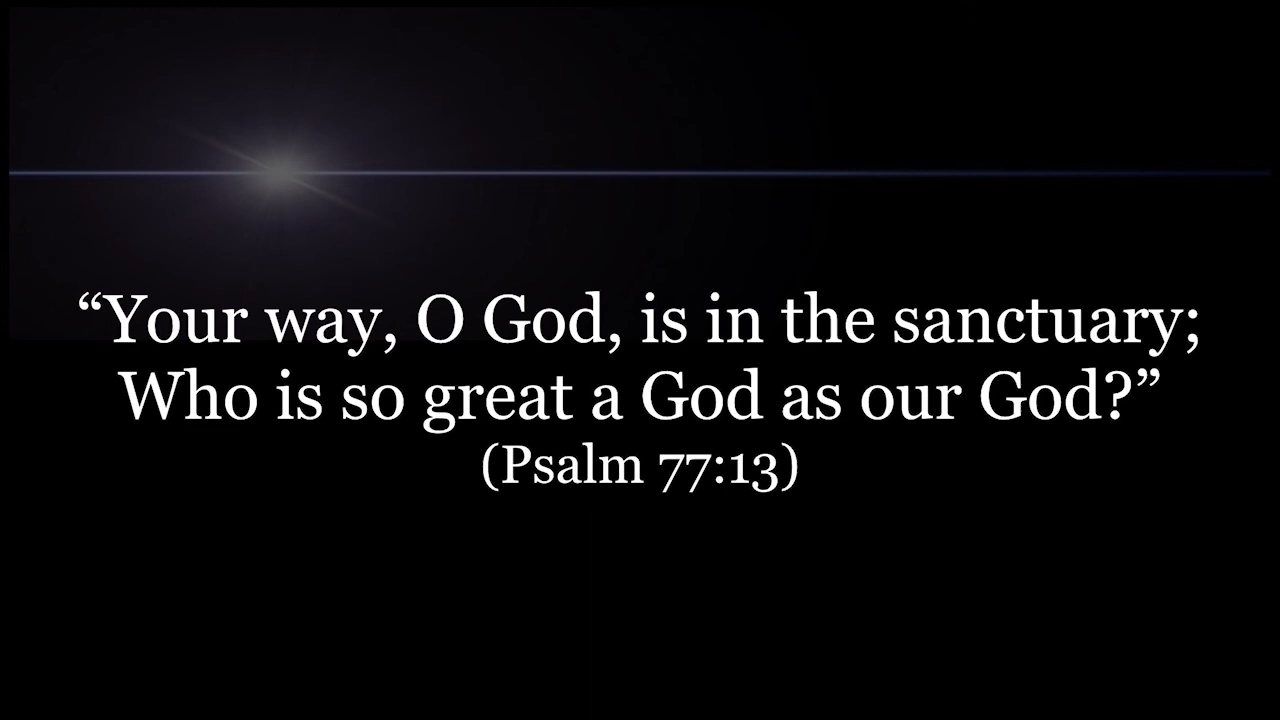 “Your way, O God, is in the sanctuary;
Who is so great a God as our God?”
(Psalm 77:13)